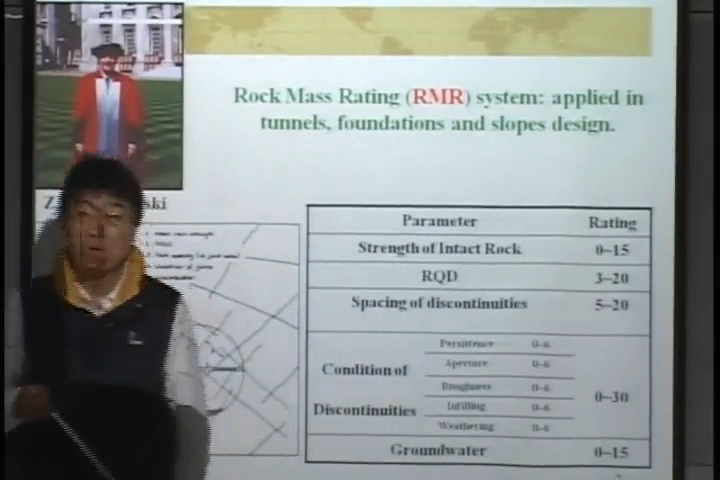 Rock Mass Rating (RMR) system: applied in
tunnels, foundations and slopes design.
Parameter Rating
Strength of Intact Rock 0~15
RQD 3~20
Spacing of discontinuities 5~20
Condition of
Discontinuities
Persistence 0~6
Aperture 0~6
Roughness 0~6
Infilling 0~6
Weathering 0~6
0~30
Groundwater 0~15